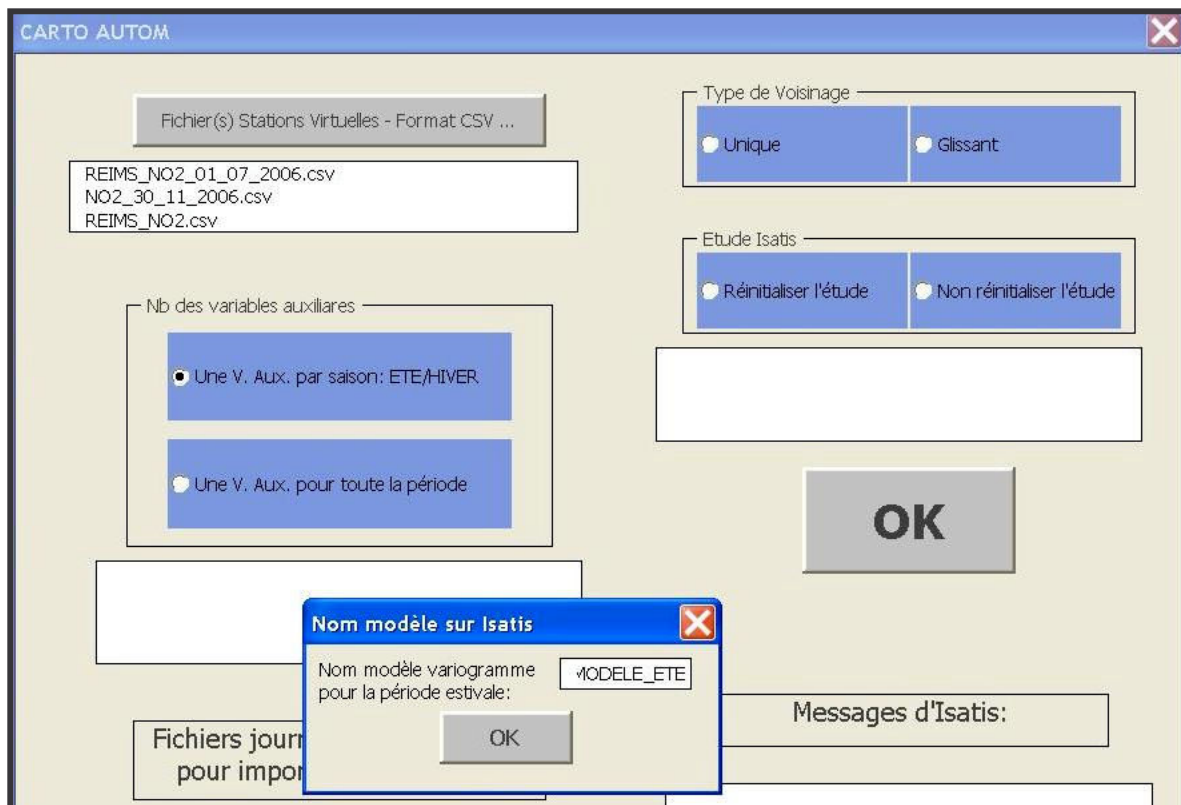 CARTO AUTOM
Fichier(s) Stations Virtuelles - Format CSV ...
REIMS_NO2_01_07_2006.csv
NO2_30_11_2006.csv
REIMS_NO2.csv
Nb des variables auxiliares
Une V. Aux. par saison: ETE/HIVER
Une V. Aux. pour toute la période
Type de Voisinage
Unique
Glissant
Etude Isatis
Réinitialiser l'étude
Non réinitialiser l'étude
OK
Nom modèle sur Isatis
Nom modèle variogramme
pour la période estivale:
MODELE_ETE
OK
Fichiers jour
pour impor
Messages d'Isatis: